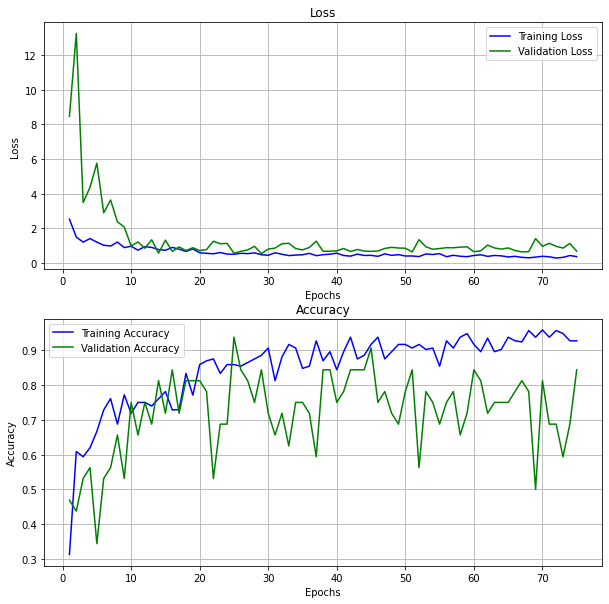 Loss
Training Loss
Validation Loss
12
10
8
6
4
2
0
Loss
0 10 20 30 40 50 60 70
Epochs
Accuracy
Training Accuracy
Validation Accuracy
0.9
0.8
0.7
0.6
0.5
0.4
0.3
Accuracy
0 10 20 30 40 50 60 70
Epochs